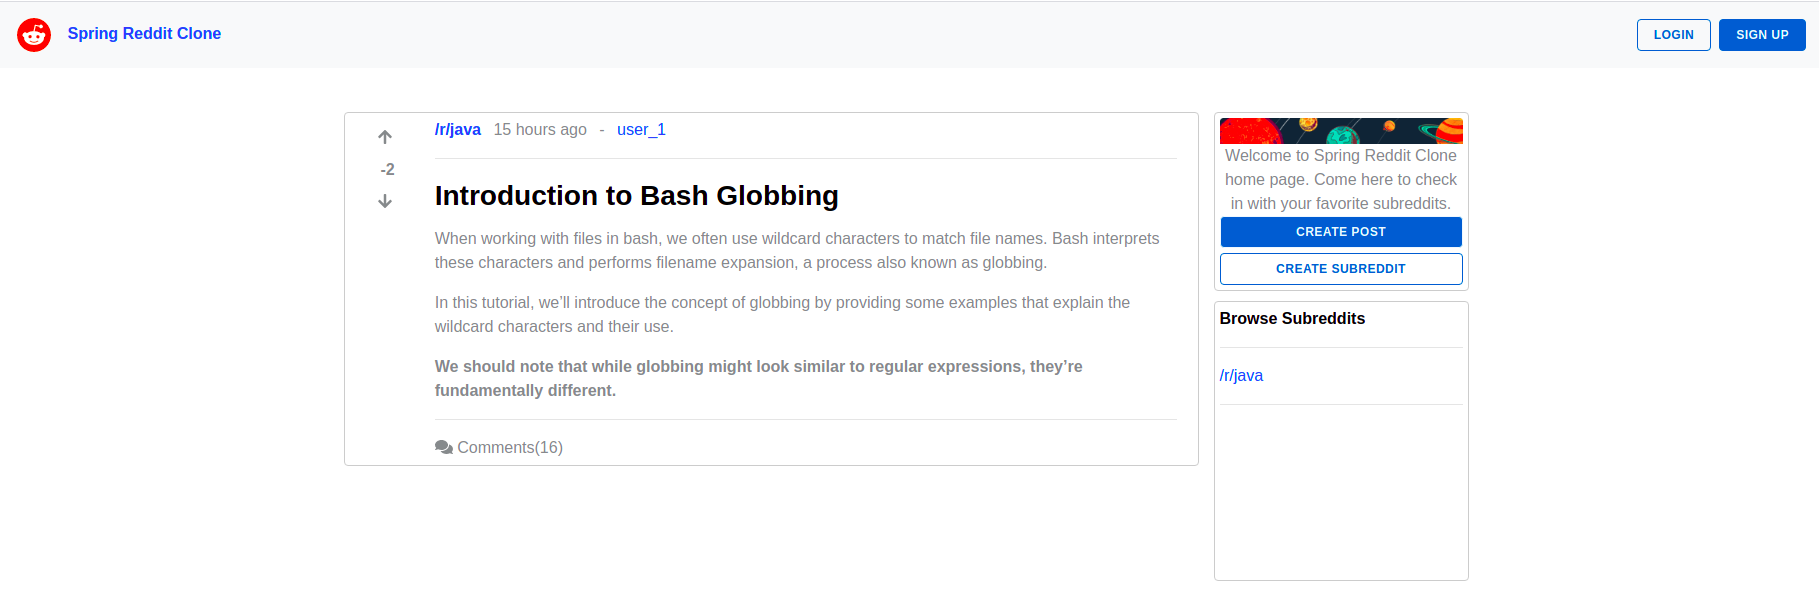 Spring Reddit Clone
LOGIN
SIGN UP
/r/java 15 hours ago - user_1
-2
Introduction to Bash Globbing
When working with files in bash, we often use wildcard characters to match file names. Bash interprets
these characters and performs filename expansion, a process also known as globbing.
In this tutorial, we’ll introduce the concept of globbing by providing some examples that explain the
wildcard characters and their use.
We should note that while globbing might look similar to regular expressions, they’re
fundamentally different.
Comments(16)
Welcome to Spring Reddit Clone
home page. Come here to check
in with your favorite subreddits.
CREATE POST
CREATE SUBREDDIT
Browse Subreddits
/r/java